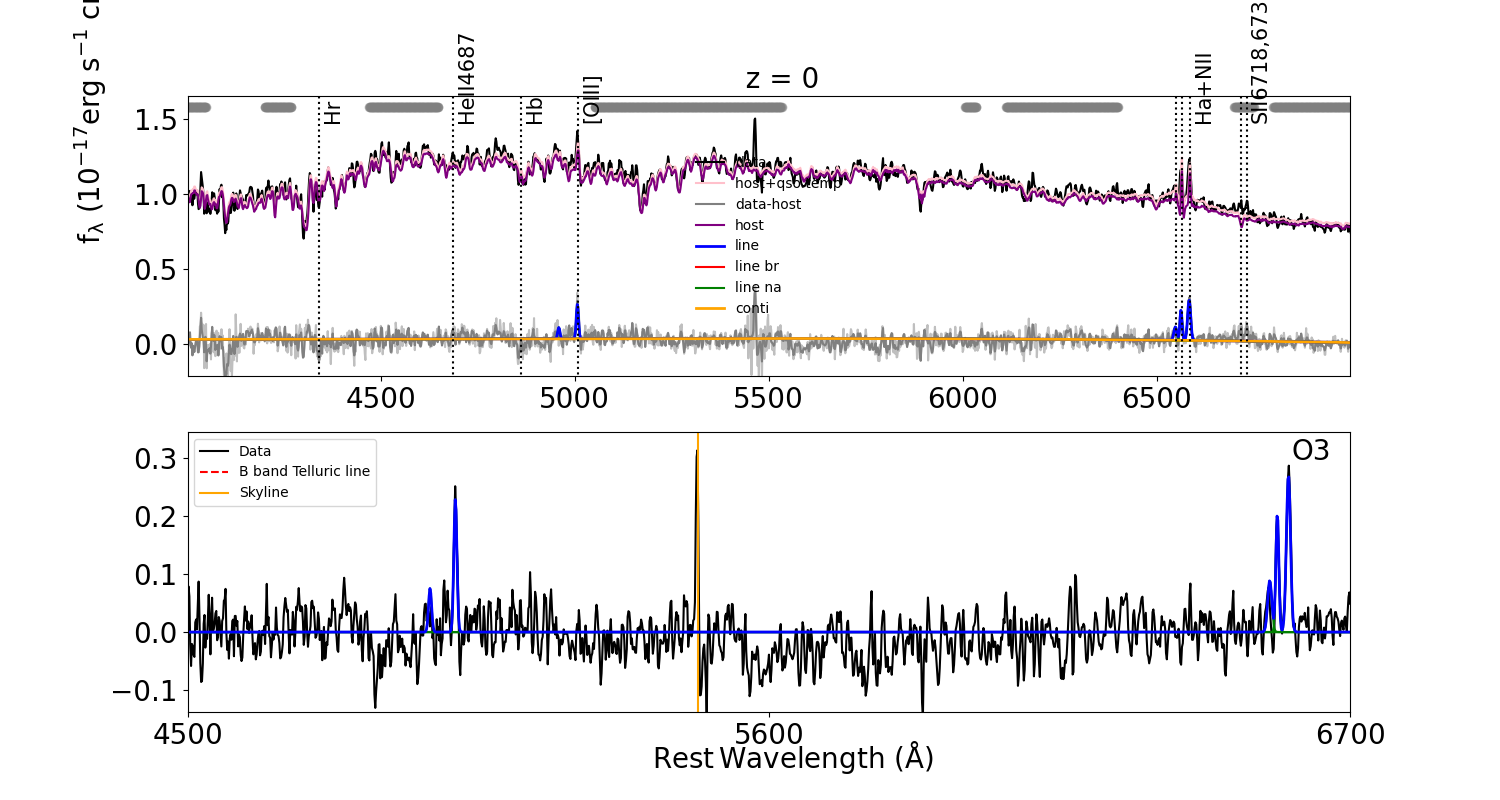 z = 0
f_λ (10^−17 erg s^−1 c
Hr
HeII4687
Hb
[OIII]
Ha+NII
SII6718,673
1.5
1.0
0.5
0.0
data
host+qso temp
data-host
host
line
line br
line na
conti
4500 5000 5500 6000 6500
O3
Data
B band Telluric line
Skyline
0.3
0.2
0.1
0.0
−0.1
4500 5600 6700
Rest Wavelength (Å)